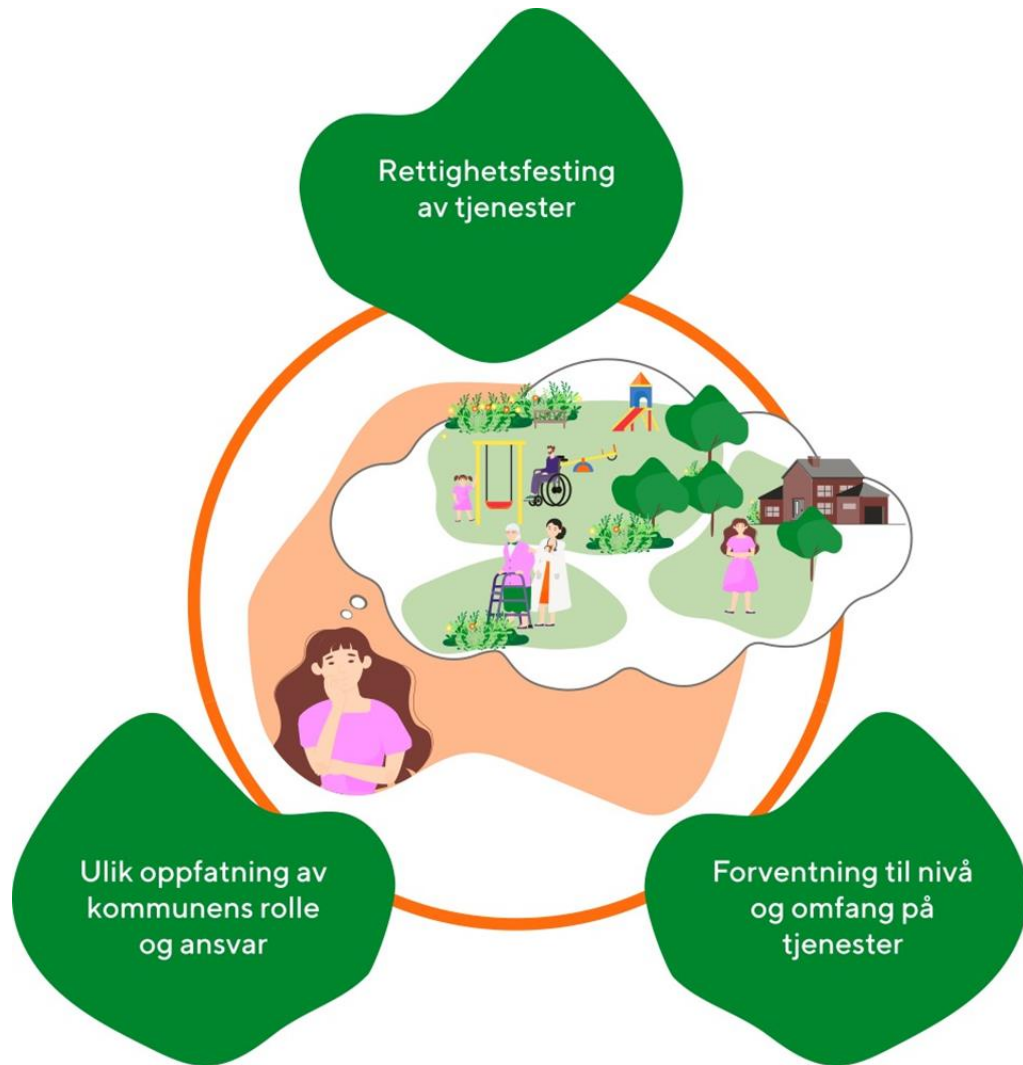 Rettighetsfesting
av tjenester
Ulik oppfatning av
kommunens rolle
og ansvar
Forventning til nivå
og omfang på
tjenester